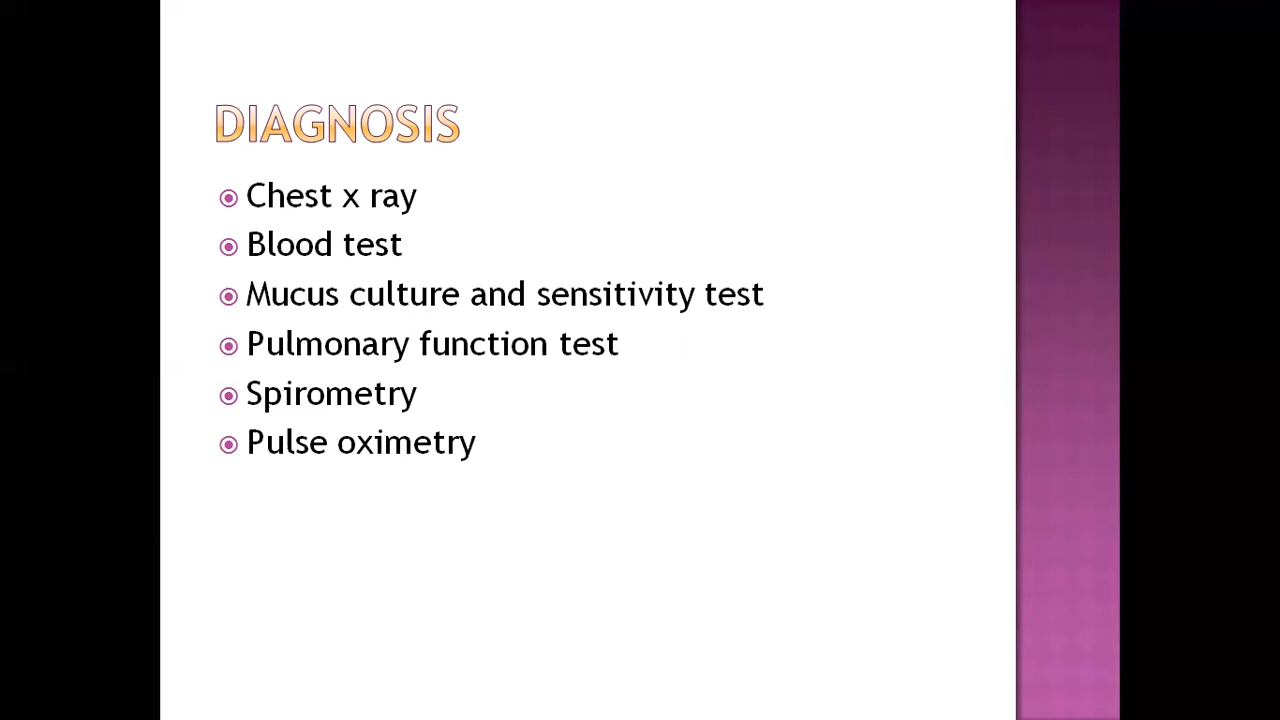 DIAGNOSIS
Chest x ray
Blood test
Mucus culture and sensitivity test
Pulmonary function test
Spirometry
Pulse oximetry